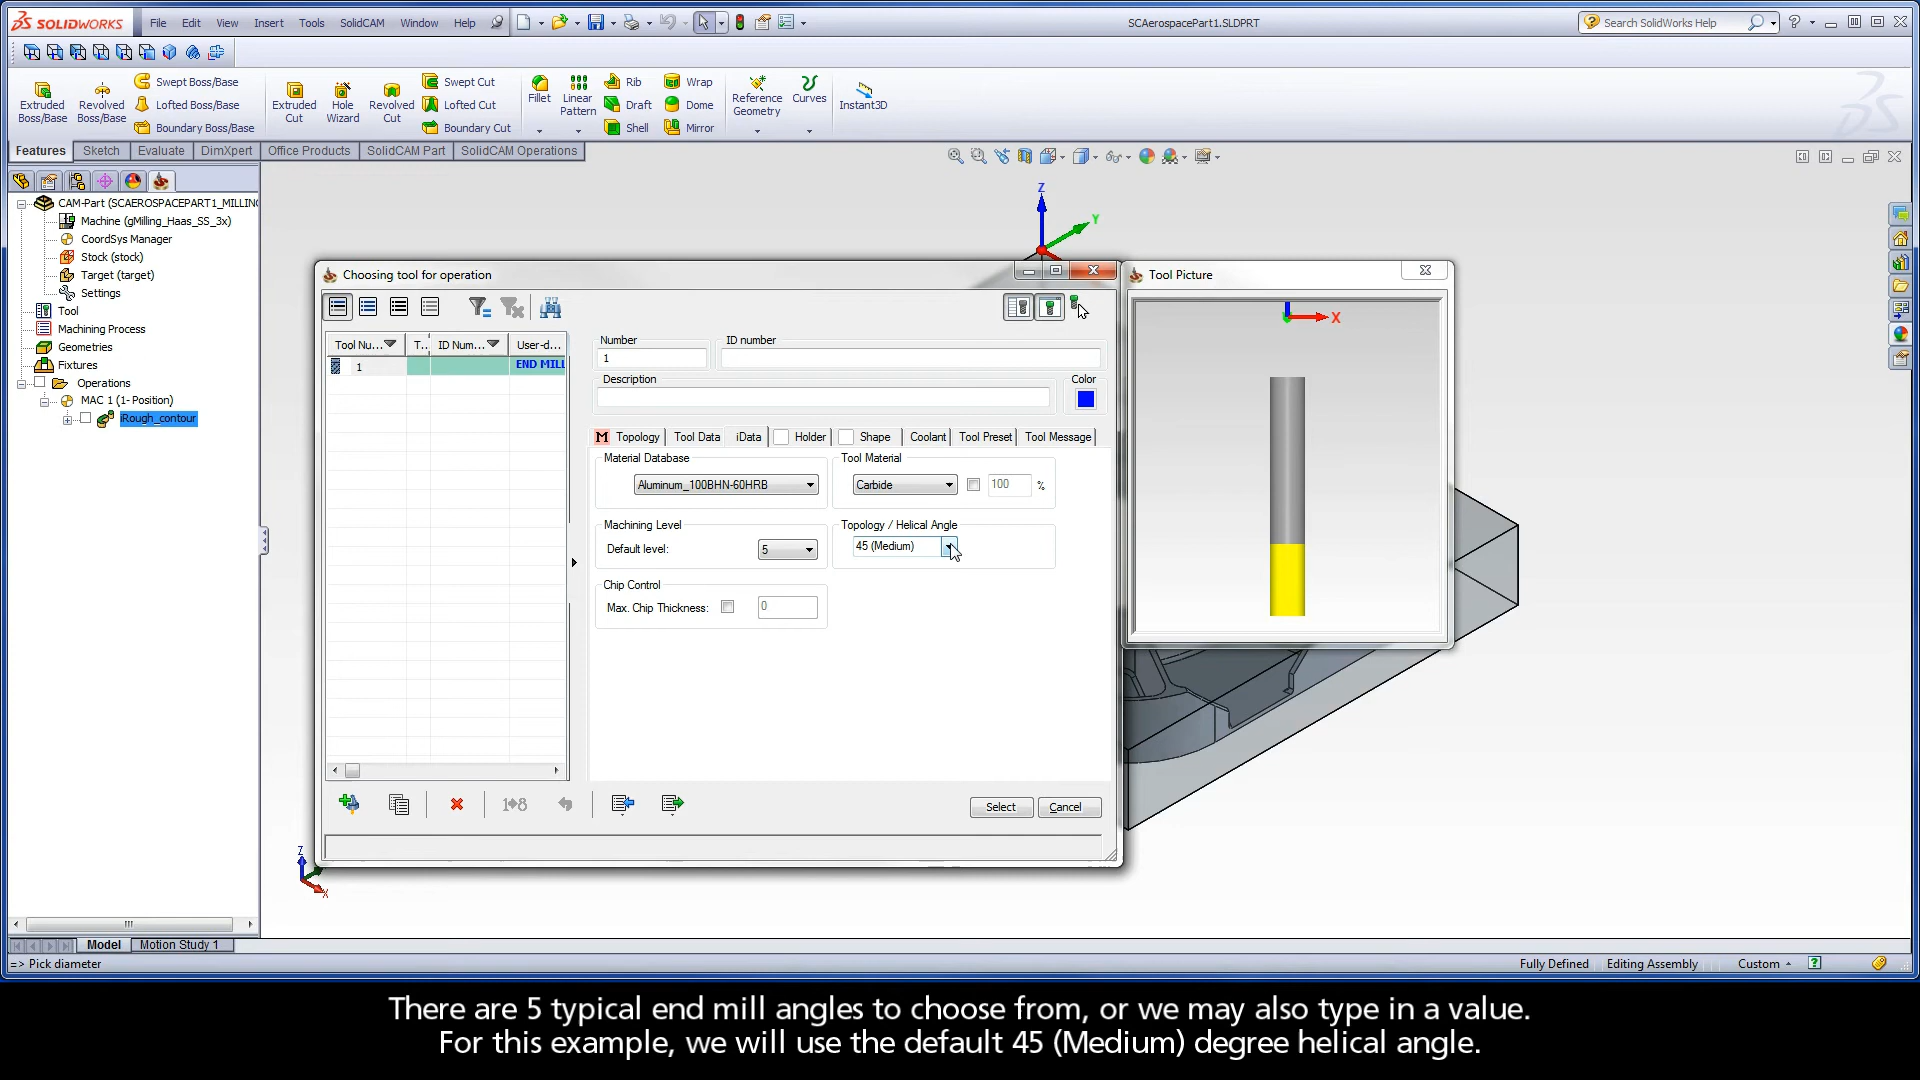 SOLIDWORKS
File Edit View Insert Tools SolidCAM Window Help
SCAerospacePart1.SLDPRT
Search SolidWorks Help
Extruded Boss/Base
Revolved Boss/Base
Swept Boss/Base
Lofted Boss/Base
Boundary Boss/Base
Extruded Cut
Hole Wizard
Revolved Cut
Swept Cut
Lofted Cut
Boundary Cut
Fillet
Linear Pattern
Rib
Draft
Shell
Wrap
Dome
Mirror
Reference Geometry
Curves
Instant3D
Features Sketch Evaluate DimXpert Office Products SolidCAM Part SolidCAM Operations
CAM-Part (SCAEROSPACEPART1_MILLING
Machine (gMilling_Haas_SS_3x)
CoordSys Manager
Stock (stock)
Target (target)
Settings
Tool
Machining Process
Geometries
Fixtures
Operations
MAC 1 (1- Position)
iRough_contour
Z
Y
Choosing tool for operation
Tool Nu... T.. ID Num... User-d...
1 END MILL
Number
1
ID number
Description
Color
M Topology Tool Data iData Holder Shape Coolant Tool Preset Tool Message
Material Database
Aluminum_100BHN-60HRB
Tool Material
Carbide 100 %
Machining Level
Default level: 5
Topology / Helical Angle
45 (Medium)
Chip Control
Max. Chip Thickness: 0
1 8
Select Cancel
Tool Picture
X
Z
X
Model Motion Study 1
=> Pick diameter
Fully Defined Editing Assembly Custom
There are 5 typical end mill angles to choose from, or we may also type in a value.
For this example, we will use the default 45 (Medium) degree helical angle.